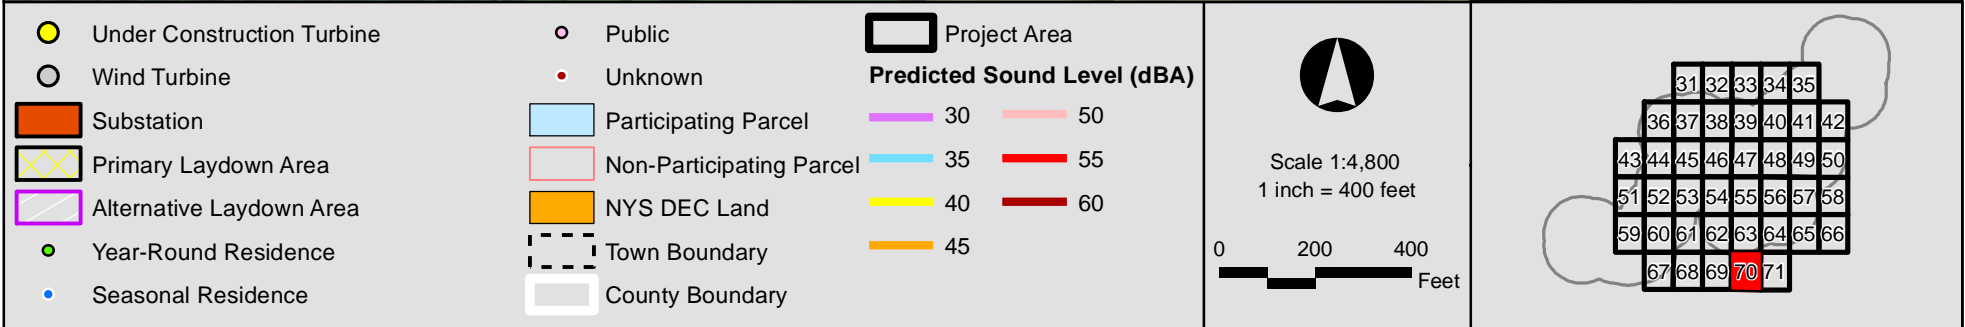 Under Construction Turbine
Wind Turbine
Substation
Primary Laydown Area
Alternative Laydown Area
Year-Round Residence
Seasonal Residence
Public
Unknown
Participating Parcel
Non-Participating Parcel
NYS DEC Land
Town Boundary
County Boundary
Project Area
Predicted Sound Level (dBA)
30 50
35 55
40 60
45
Scale 1:4,800
1 inch = 400 feet
0 200 400
Feet
31 32 33 34 35
36 37 38 39 40 41 42
43 44 45 46 47 48 49 50
51 52 53 54 55 56 57 58
59 60 61 62 63 64 65 66
67 68 69 70 71